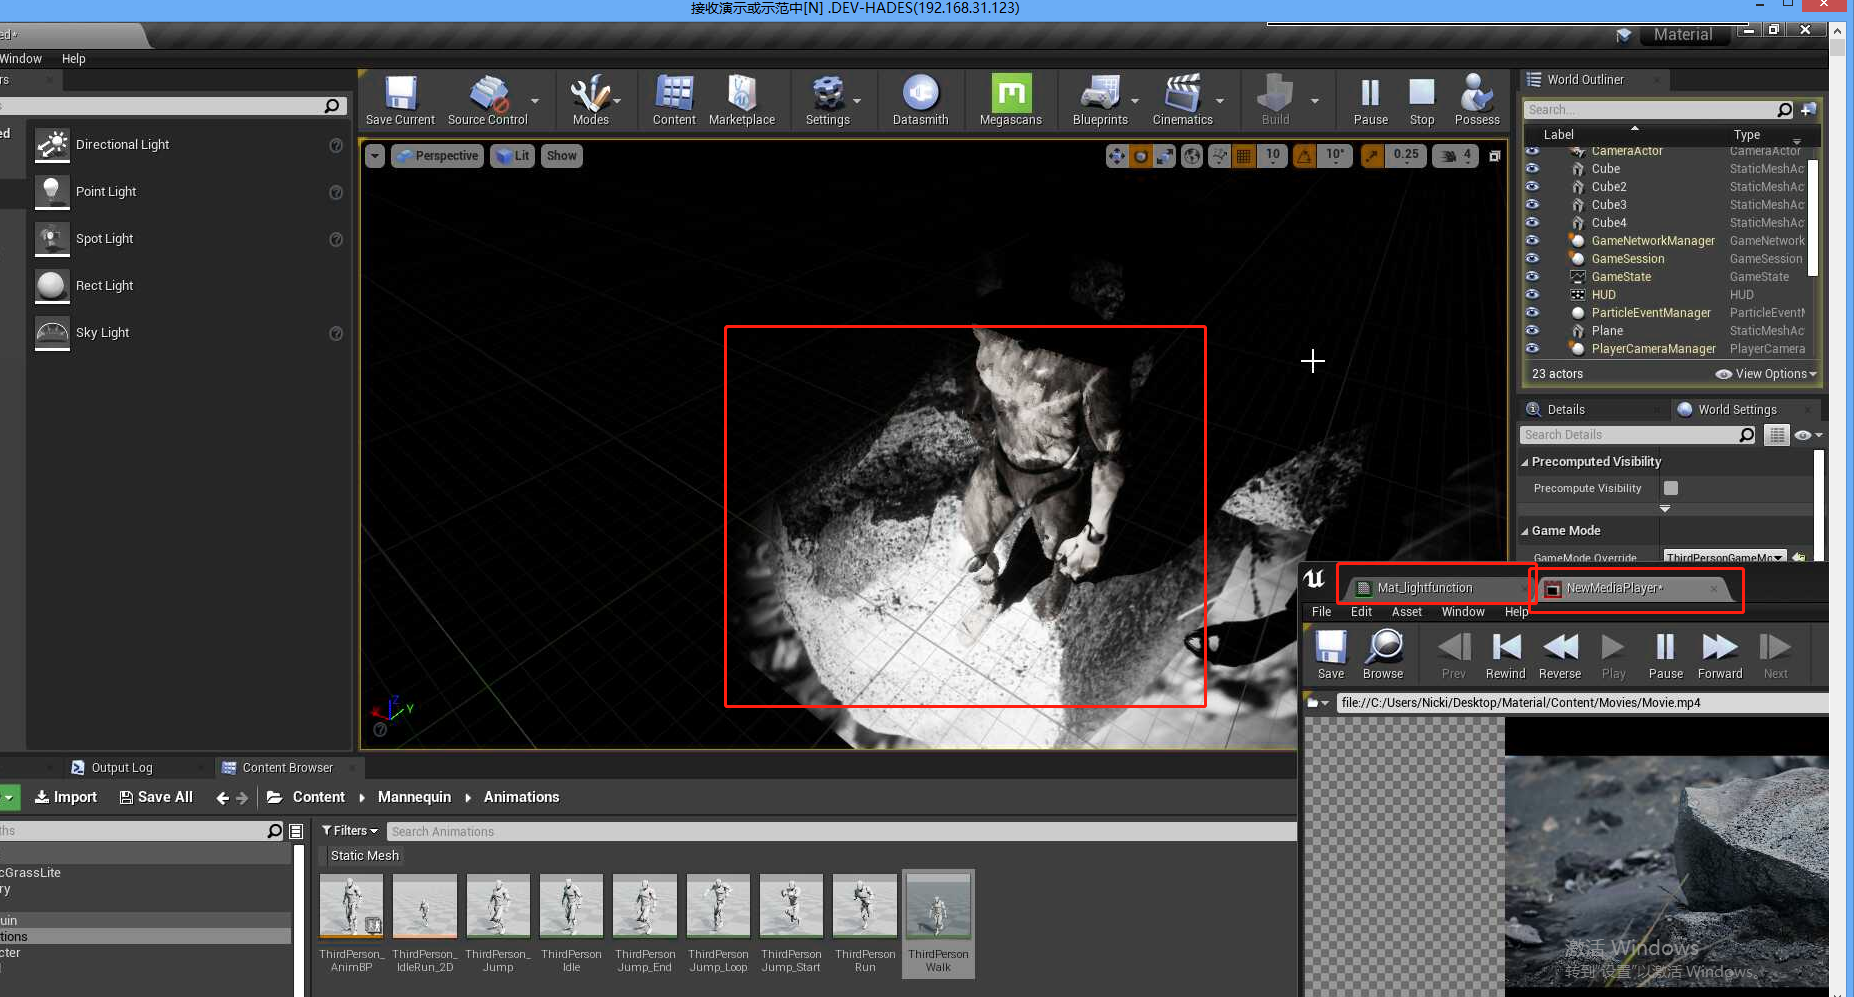 接收演示或示范中[N] .DEV-HADES(192.168.31.123)
ed*
Material
Window Help
rs
World Outliner
Save Current Source Control Modes Content Marketplace Settings Datasmith Megascans Blueprints Cinematics Build Pause Stop Possess
Search...
Label Type
ed
Directional Light
Point Light
Spot Light
Rect Light
Sky Light
Perspective Lit Show
10 10° 0.25 4
CameraActor CameraActor
Cube StaticMeshAc
Cube2 StaticMeshAc
Cube3 StaticMeshAc
Cube4 StaticMeshAc
GameNetworkManager GameNetwork
GameSession GameSession
GameState GameState
HUD HUD
ParticleEventManager ParticleEventM
Plane StaticMeshAc
PlayerCameraManager PlayerCamera
23 actors View Options
Details World Settings
Search Details
Precomputed Visibility
Precompute Visibility
Game Mode
GameMode Override ThirdPersonGameMo
Z
Y
Mat_lightfunction NewMediaPlayer*
File Edit Asset Window Help
Save Browse Prev Rewind Reverse Play Pause Forward Next
file://C:/Users/Nicki/Desktop/Material/Content/Movies/Movie.mp4
Output Log Content Browser
Import Save All Content Mannequin Animations
ths
Filters Search Animations
Static Mesh
cGrassLite
ry
uin
tions
cter
ThirdPerson_
AnimBP
ThirdPerson_
IdleRun_2D
ThirdPerson_
Jump
ThirdPerson
Idle
ThirdPerson
Jump_End
ThirdPerson
Jump_Loop
ThirdPerson
Jump_Start
ThirdPerson
Run
ThirdPerson
Walk
激活 Windows
转到"设置"以激活 Windows。